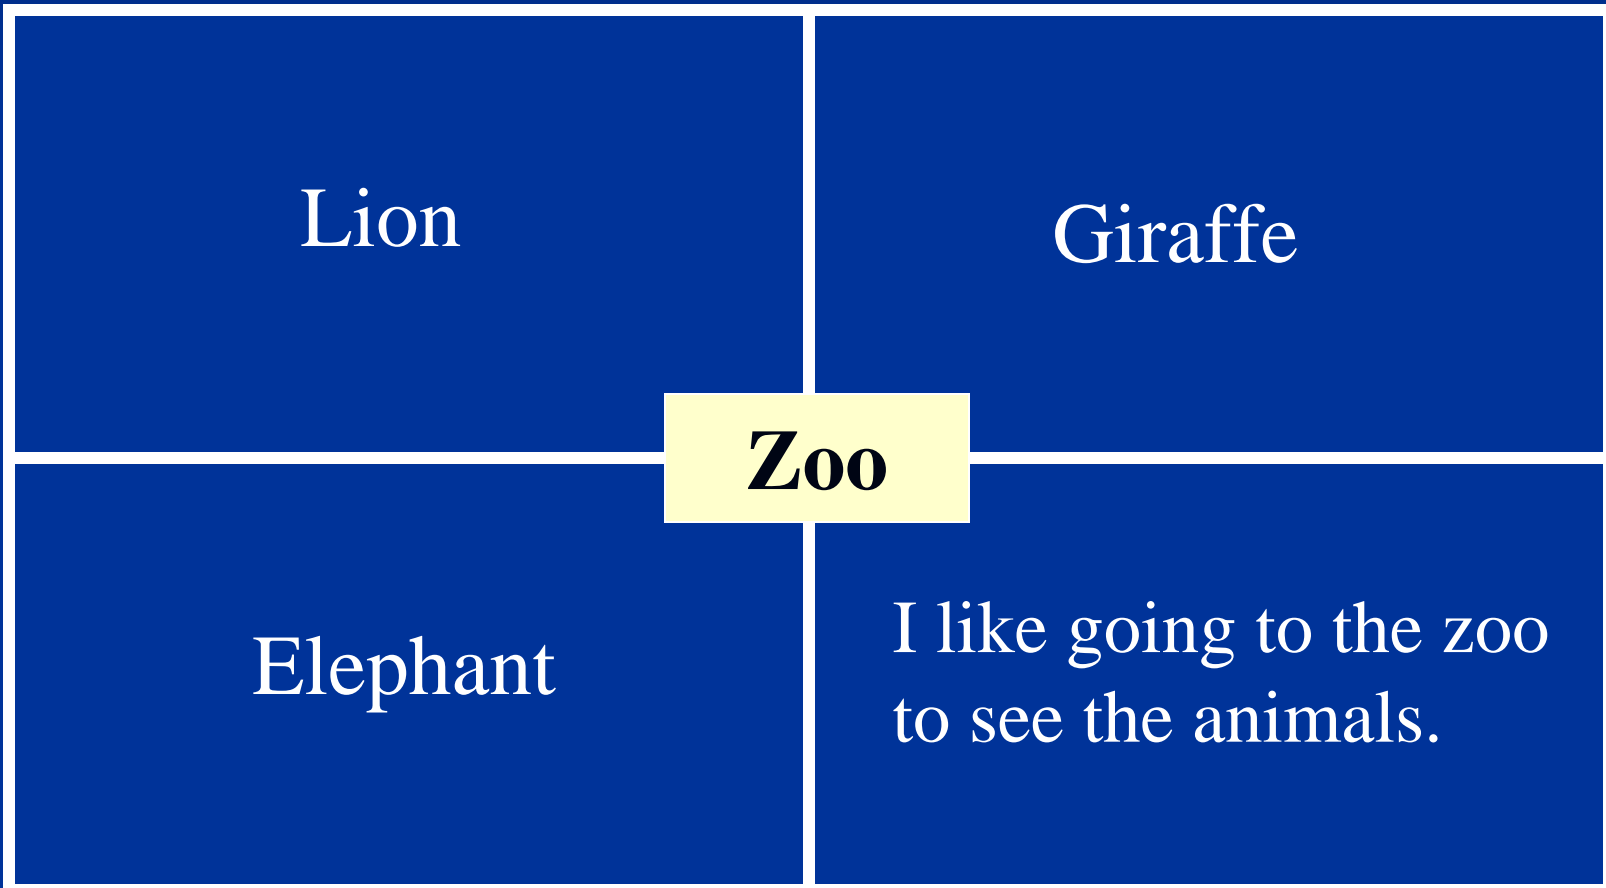 Lion
Giraffe
Zoo
Elephant
I like going to the zoo
to see the animals.